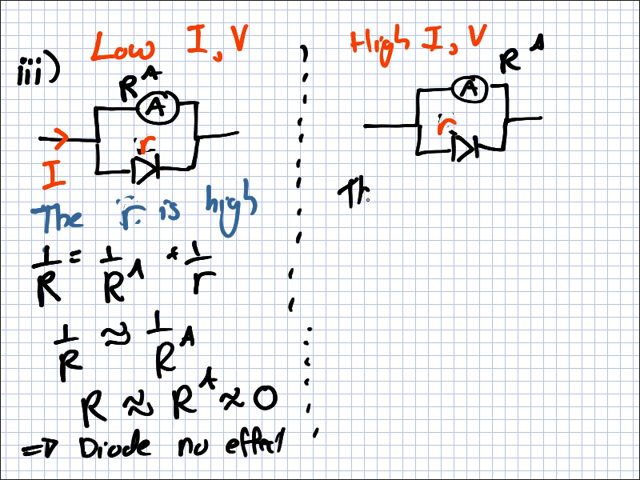 iii) Low I, V
R^A
A
r
I
The r is high
1/R = 1/R^A + 1/r
1/R ≈ 1/R^A
R ≈ R^A ≈ 0
⇒ Diode no effect
High I, V
R^A
A
r
Th